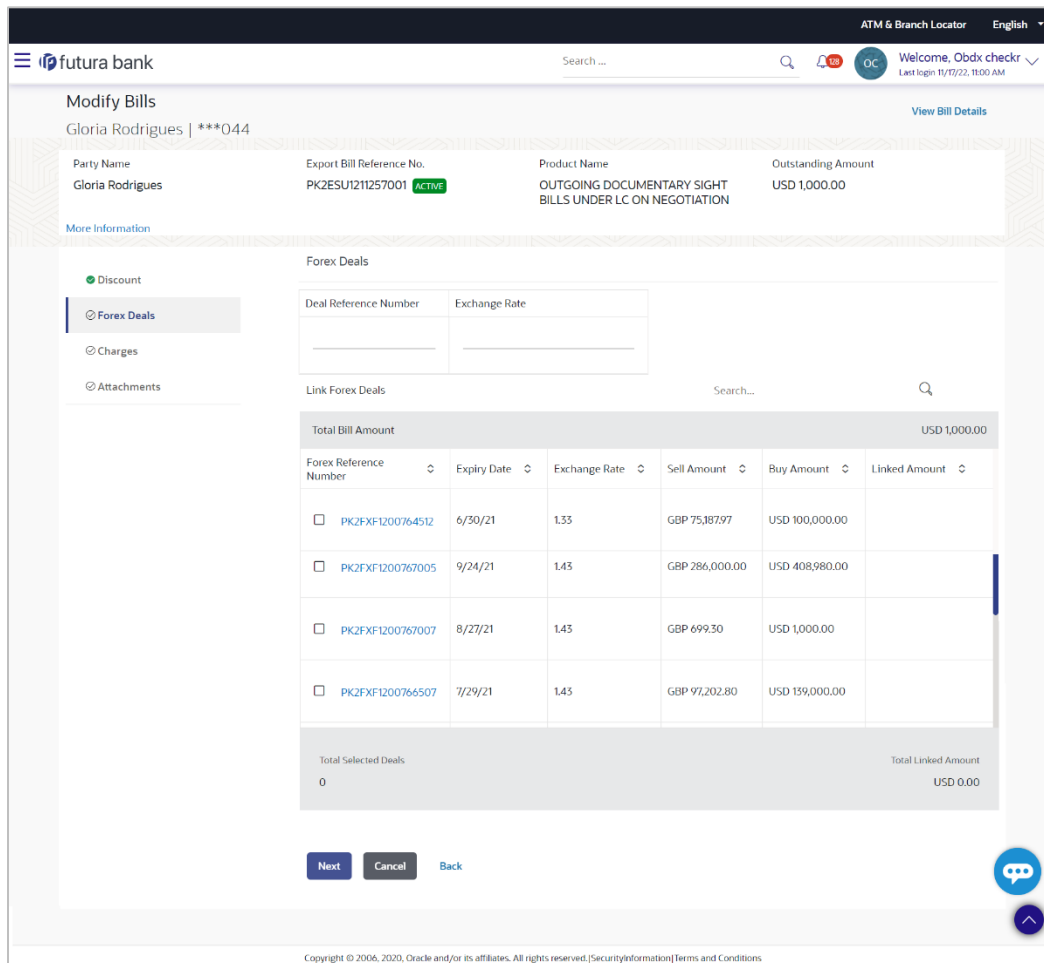 ATM & Branch Locator English
futura bank Search ... 128 OC Welcome, Obdx checkr
Last login 11/17/22, 11:00 AM
Modify Bills
View Bill Details
Gloria Rodrigues | ***044
Party Name Export Bill Reference No. Product Name Outstanding Amount
Gloria Rodrigues PK2ESU1211257001 ACTIVE OUTGOING DOCUMENTARY SIGHT USD 1,000.00
BILLS UNDER LC ON NEGOTIATION
More Information
Forex Deals
Discount
Forex Deals
Charges
Attachments
Deal Reference Number Exchange Rate
Link Forex Deals Search...
Total Bill Amount USD 1,000.00
Forex Reference
Number Expiry Date Exchange Rate Sell Amount Buy Amount Linked Amount
PK2FXF1200764512 6/30/21 1.33 GBP 75,187.97 USD 100,000.00
PK2FXF1200767005 9/24/21 1.43 GBP 286,000.00 USD 408,980.00
PK2FXF1200767007 8/27/21 1.43 GBP 699.30 USD 1,000.00
PK2FXF1200766507 7/29/21 1.43 GBP 97,202.80 USD 139,000.00
Total Selected Deals Total Linked Amount
0 USD 0.00
Next Cancel Back
Copyright © 2006, 2020, Oracle and/or its affiliates. All rights reserved.|SecurityInformation|Terms and Conditions